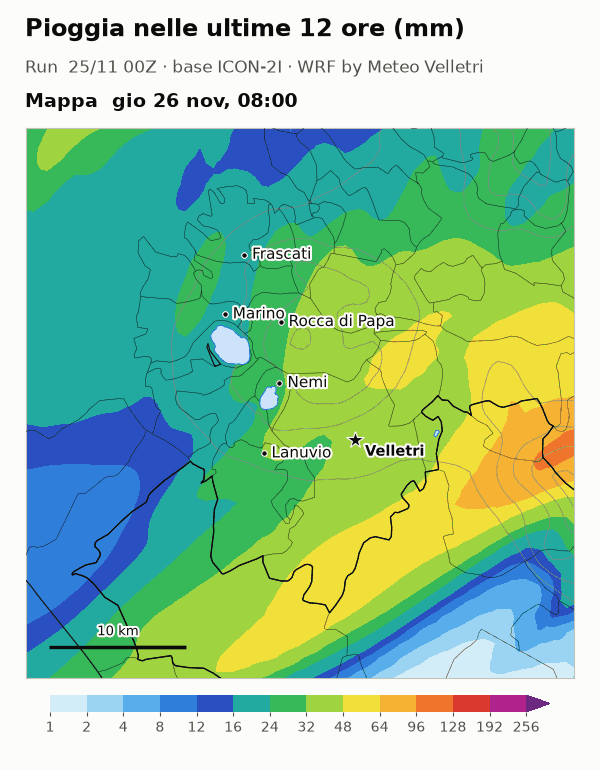 Pioggia nelle ultime 12 ore (mm)
Run  25/11 00Z · base ICON-2I · WRF by Meteo Velletri
Mappa  gio 26 nov, 08:00
Frascati
Marino
Rocca di Papa
Nemi
Velletri
Lanuvio
10 km
1 2 4 8 12 16 24 32 48 64 96 128 192 256